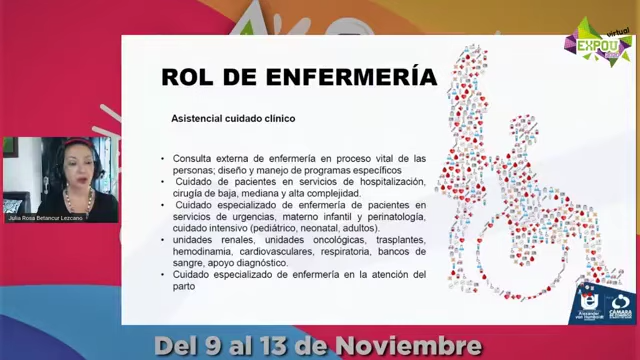 virtual
EXPOU
ROL DE ENFERMERÍA
Asistencial cuidado clínico
• Consulta externa de enfermería en proceso vital de las
personas; diseño y manejo de programas específicos
• Cuidado de pacientes en servicios de hospitalización,
cirugía de baja, mediana y alta complejidad.
• Cuidado especializado de enfermería de pacientes en
servicios de urgencias, materno infantil y perinatología,
cuidado intensivo (pediátrico, neonatal, adultos).
• unidades renales, unidades oncológicas, trasplantes,
hemodinamia, cardiovasculares, respiratoria, bancos de
sangre, apoyo diagnóstico.
• Cuidado especializado de enfermería en la atención del
parto
Julia Rosa Betancur Lezcano
Alexander
von Humboldt
CÁMARA
Del 9 al 13 de Noviembre